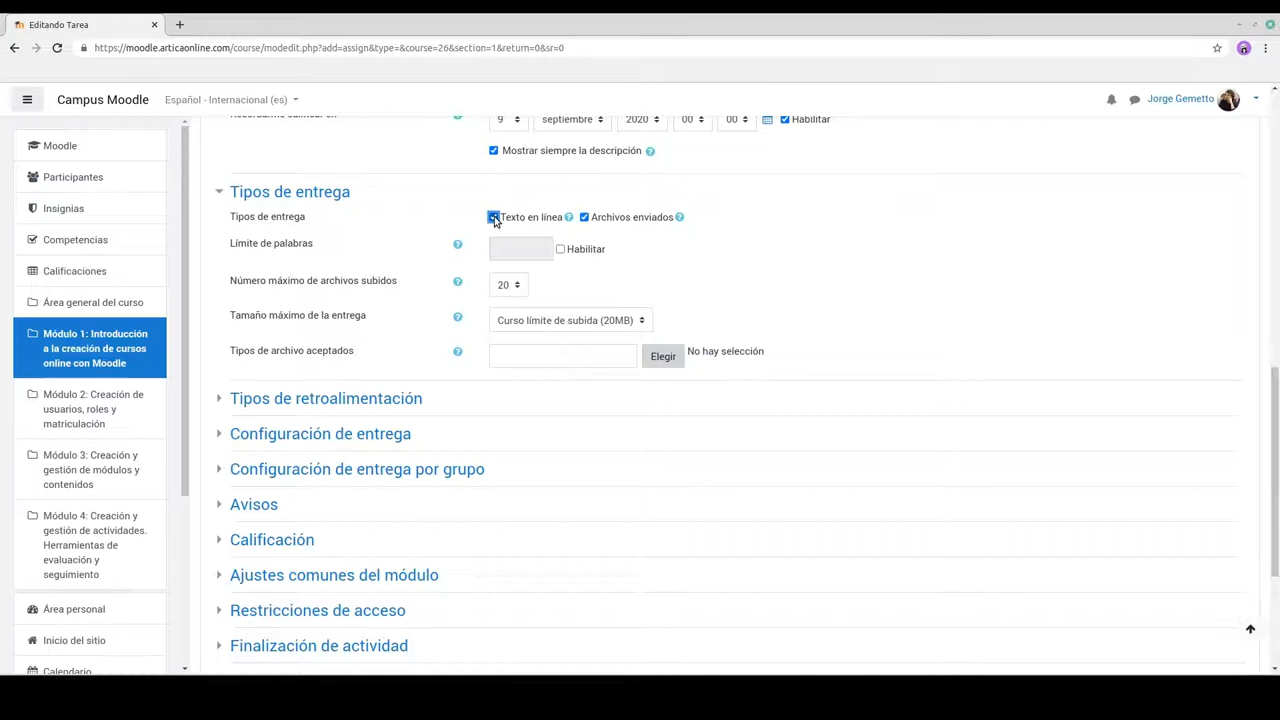 Editando Tarea
https://moodle.articaonline.com/course/modedit.php?add=assign&type=&course=26&section=1&return=0&sr=0
Campus Moodle
Español - Internacional (es)
Jorge Gemetto
Moodle
Participantes
Insignias
Competencias
Calificaciones
Área general del curso
Módulo 1: Introducción
a la creación de cursos
online con Moodle
Módulo 2: Creación de
usuarios, roles y
matriculación
Módulo 3: Creación y
gestión de módulos y
contenidos
Módulo 4: Creación y
gestión de actividades.
Herramientas de
evaluación y
seguimiento
Área personal
Inicio del sitio
Calendario
9 septiembre 2020 00 00 Habilitar
Mostrar siempre la descripción
Tipos de entrega
Tipos de entrega Texto en línea Archivos enviados
Límite de palabras Habilitar
Número máximo de archivos subidos 20
Tamaño máximo de la entrega Curso límite de subida (20MB)
Tipos de archivo aceptados Elegir No hay selección
Tipos de retroalimentación
Configuración de entrega
Configuración de entrega por grupo
Avisos
Calificación
Ajustes comunes del módulo
Restricciones de acceso
Finalización de actividad